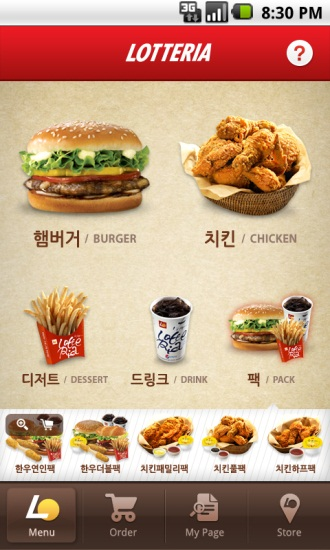 3G
8:30 PM
LOTTERIA
?
햄버거 / BURGER
치킨 / CHICKEN
디저트 / DESSERT
드링크 / DRINK
팩 / PACK
한우연인팩
한우더블팩
치킨패밀리팩
치킨풀팩
치킨하프팩
Menu
Order
My Page
Store